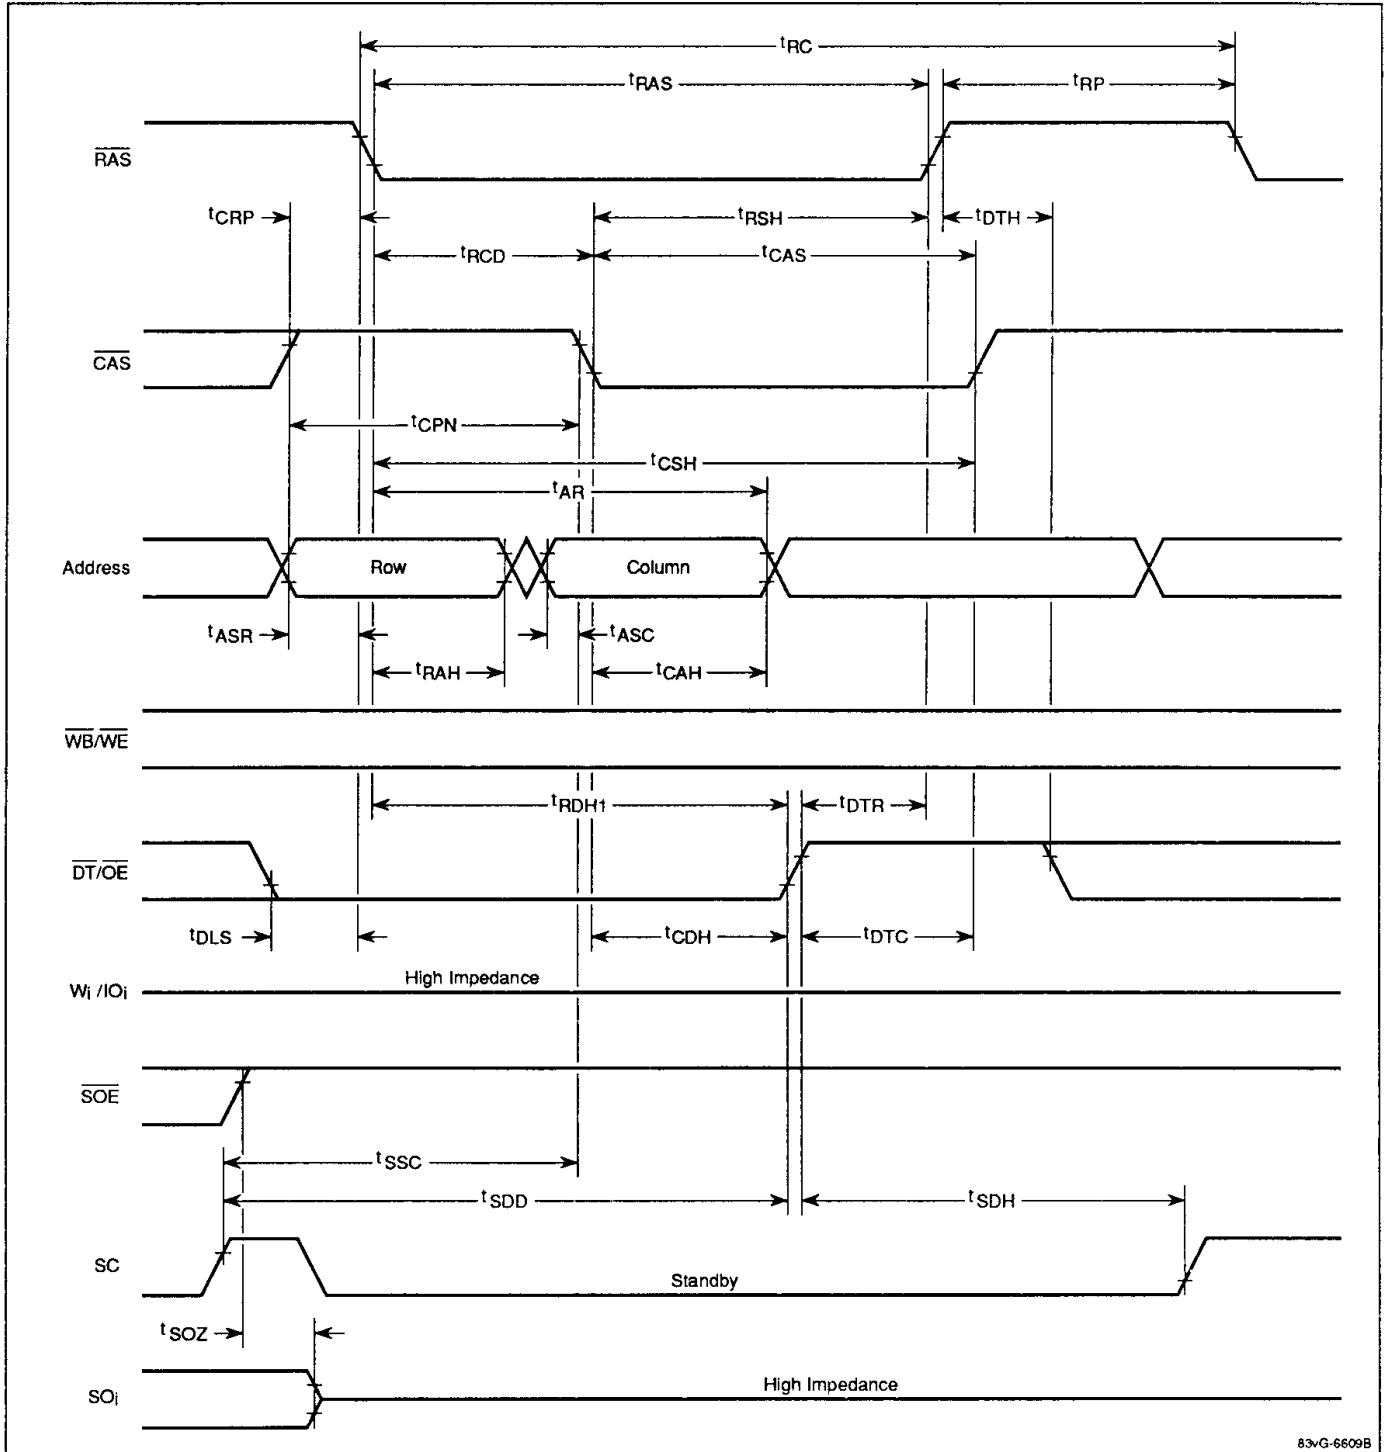 tRC
tRAS
tRP
RAS
tCRP
tRSH
tDTH
tRCD
tCAS
CAS
tCPN
tCSH
tAR
Address
Row
Column
tASR
tASC
tRAH
tCAH
WB/WE
tRDH1
tDTR
DT/OE
tDLS
tCDH
tDTC
High Impedance
Wi /IOi
SOE
tSSC
tSDD
tSDH
SC
Standby
tSOZ
High Impedance
SOi
83vG-6609B